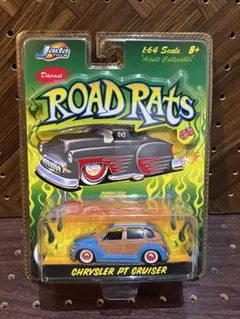 Jada
1:64 Scale 8+
"Adult Collectible"
Diecast
ROAD RATS
CHRYSLER PT CRUISER